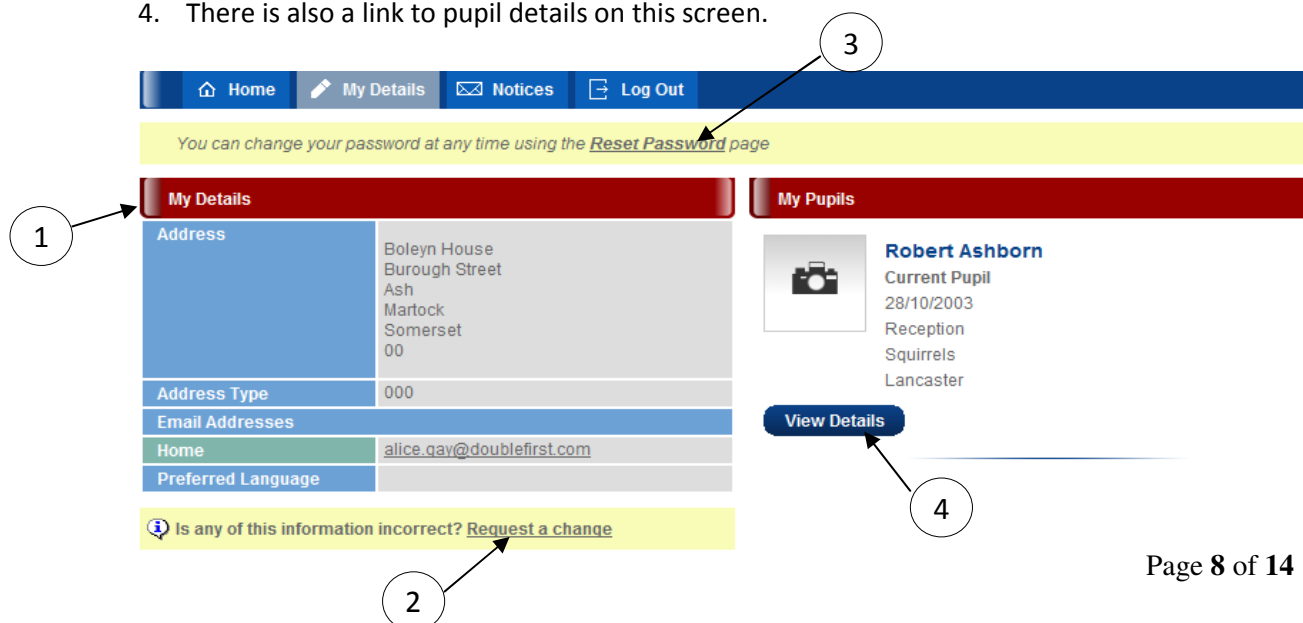 4. There is also a link to pupil details on this screen.
3
Home My Details Notices Log Out
You can change your password at any time using the Reset Password page
1
My Details
Address
Boleyn House
Burough Street
Ash
Martock
Somerset
00
Address Type 000
Email Addresses
Home alice.gay@doublefirst.com
Preferred Language
Is any of this information incorrect? Request a change
2
My Pupils
Robert Ashborn
Current Pupil
28/10/2003
Reception
Squirrels
Lancaster
View Details
4
Page 8 of 14